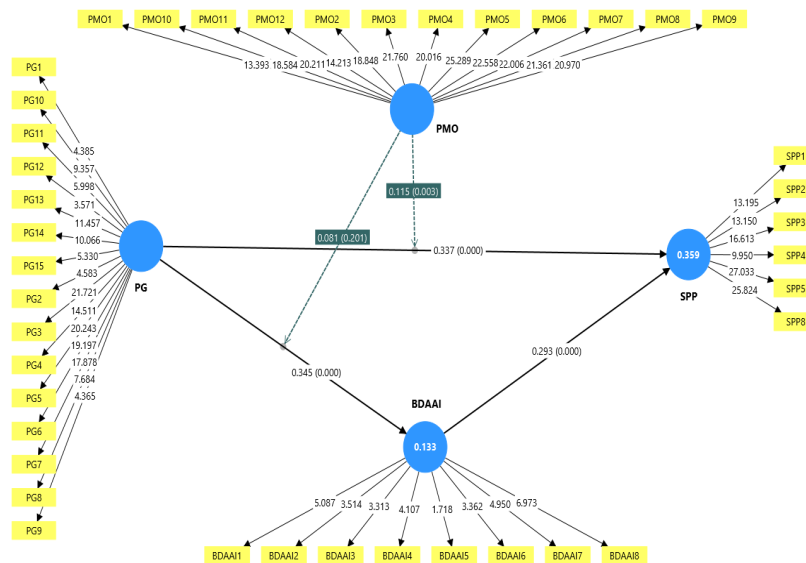 PMO1 PMO10 PMO11 PMO12 PMO2 PMO3 PMO4 PMO5 PMO6 PMO7 PMO8 PMO9
13.393 18.584 20.211 14.213 18.848 21.760 20.016 25.289 22.558 22.006 21.361 20.970
PMO
PG1
PG10
PG11
PG12
PG13
PG14
PG15
PG2
PG3
PG4
PG5
PG6
PG7
PG8
PG9
4.385
9.357
5.998
3.571
11.457
10.066
5.330
4.583
21.721
14.511
20.243
19.197
17.878
7.684
4.365
PG
0.115 (0.003)
0.081 (0.201)
0.337 (0.000)
0.345 (0.000)
0.293 (0.000)
0.359
SPP
13.195
13.150
16.613
9.950
27.033
25.824
SPP1
SPP2
SPP3
SPP4
SPP5
SPP8
BDAAI
0.133
5.087 3.514 3.313 4.107 1.718 3.362 4.950 6.973
BDAAI1 BDAAI2 BDAAI3 BDAAI4 BDAAI5 BDAAI6 BDAAI7 BDAAI8